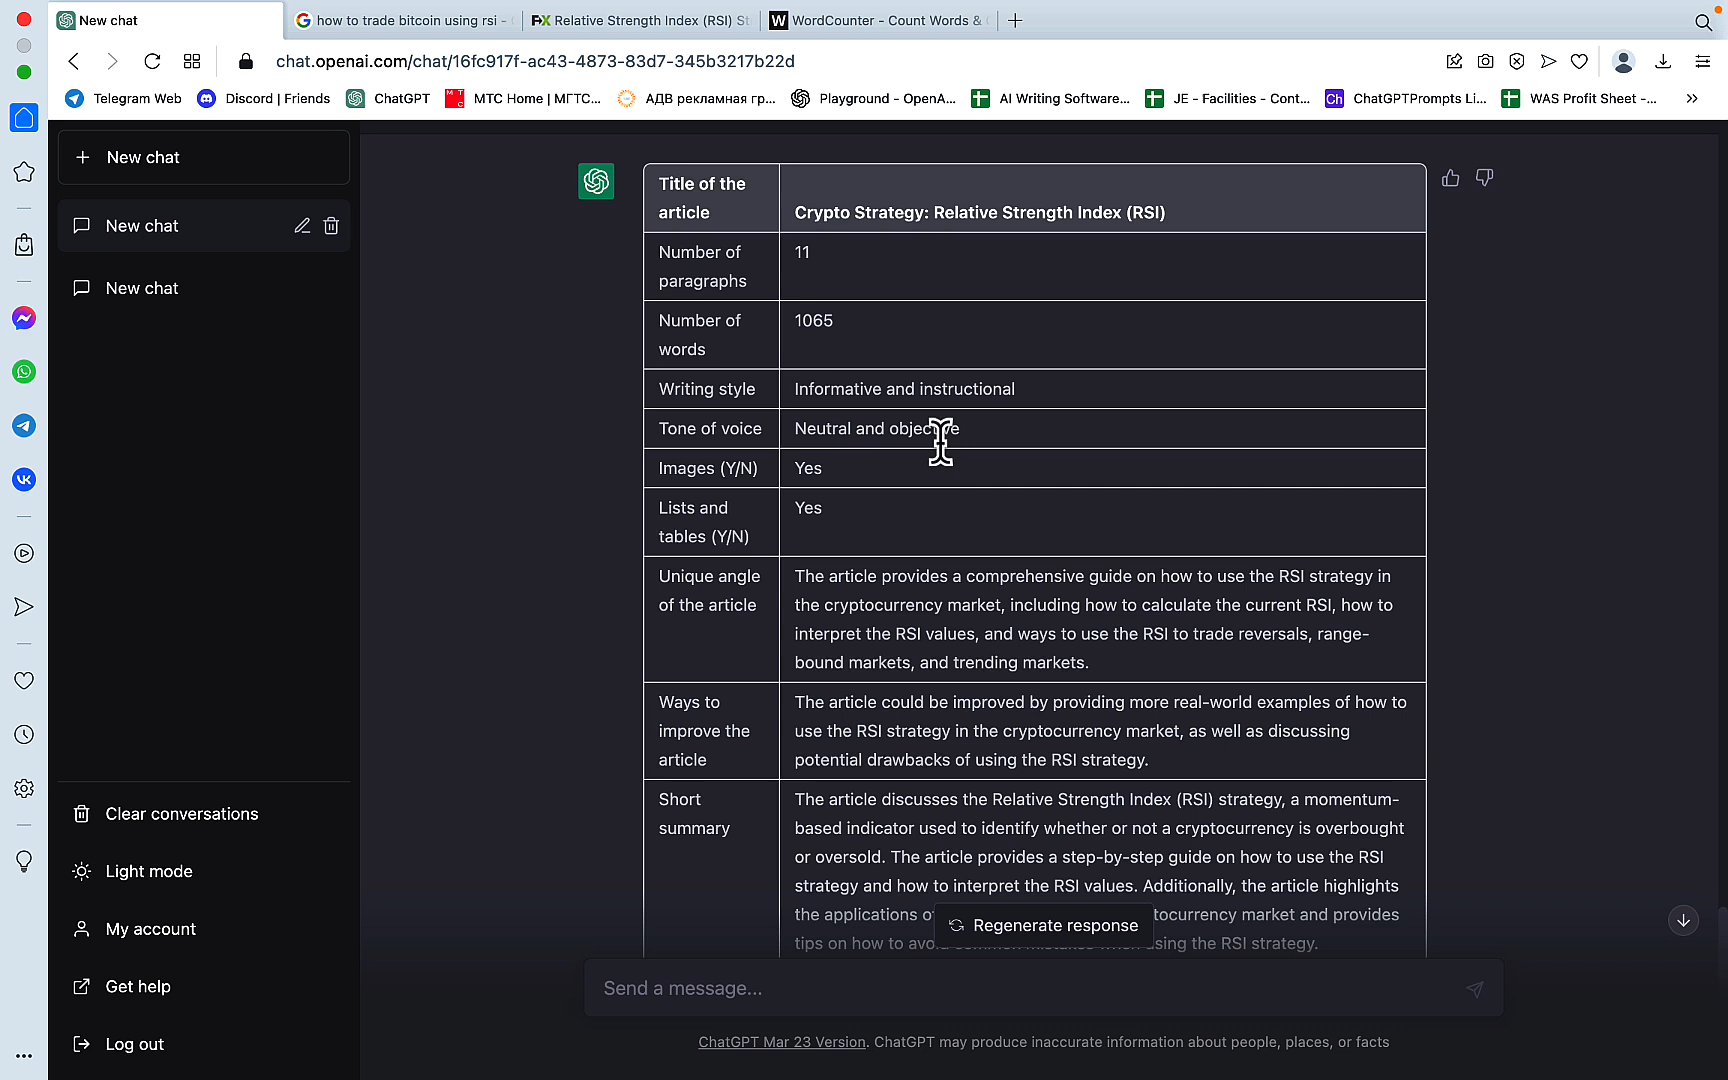 New chat
how to trade bitcoin using rsi -
FX Relative Strength Index (RSI) St
W WordCounter - Count Words &
chat.openai.com/chat/16fc917f-ac43-4873-83d7-345b3217b22d
Telegram Web
Discord | Friends
ChatGPT
МТС Home | МГТС...
АДВ рекламная гр...
Playground - OpenA...
AI Writing Software...
JE - Facilities - Cont...
Ch ChatGPTPrompts Li...
WAS Profit Sheet -...
New chat
New chat
New chat
Clear conversations
Light mode
My account
Get help
Log out
Title of the
article
Crypto Strategy: Relative Strength Index (RSI)
Number of
paragraphs
11
Number of
words
1065
Writing style
Informative and instructional
Tone of voice
Neutral and objective
Images (Y/N)
Yes
Lists and
tables (Y/N)
Yes
Unique angle
of the article
The article provides a comprehensive guide on how to use the RSI strategy in
the cryptocurrency market, including how to calculate the current RSI, how to
interpret the RSI values, and ways to use the RSI to trade reversals, range-
bound markets, and trending markets.
Ways to
improve the
article
The article could be improved by providing more real-world examples of how to
use the RSI strategy in the cryptocurrency market, as well as discussing
potential drawbacks of using the RSI strategy.
Short
summary
The article discusses the Relative Strength Index (RSI) strategy, a momentum-
based indicator used to identify whether or not a cryptocurrency is overbought
or oversold. The article provides a step-by-step guide on how to use the RSI
strategy and how to interpret the RSI values. Additionally, the article highlights
the applications o tocurrency market and provides
tips on how to avoid common mistakes when using the RSI strategy.
Regenerate response
Send a message...
ChatGPT Mar 23 Version. ChatGPT may produce inaccurate information about people, places, or facts